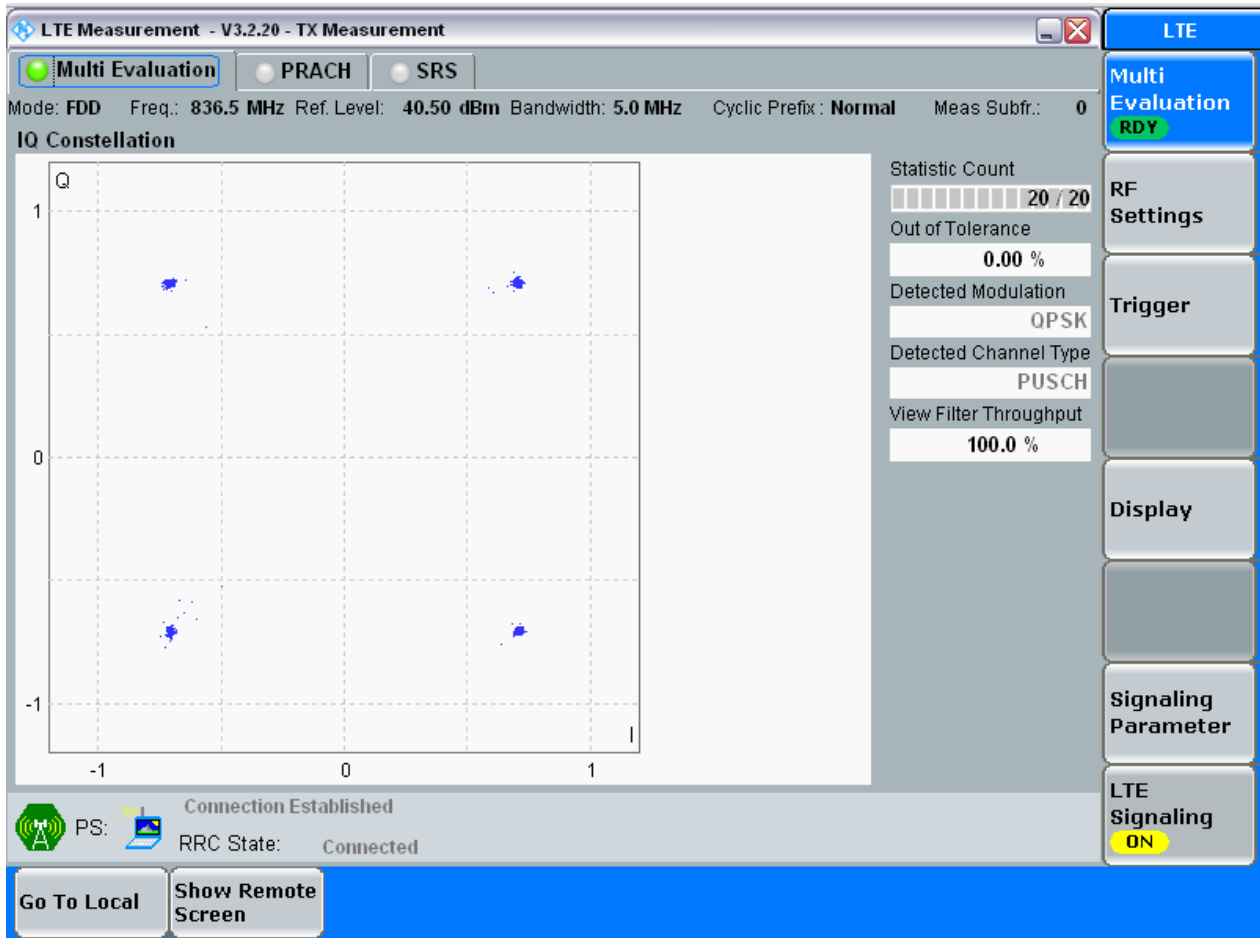 LTE Measurement - V3.2.20 - TX Measurement
LTE
Multi Evaluation PRACH SRS
Mode: FDD Freq.: 836.5 MHz Ref. Level: 40.50 dBm Bandwidth: 5.0 MHz Cyclic Prefix : Normal Meas Subfr.: 0
IQ Constellation
Q
1
0
-1
I
-1 0 1
Statistic Count
20 / 20
Out of Tolerance
0.00 %
Detected Modulation
QPSK
Detected Channel Type
PUSCH
View Filter Throughput
100.0 %
Multi
Evaluation
RDY
RF
Settings
Trigger
Display
Signaling
Parameter
LTE
Signaling
ON
PS:
Connection Established
RRC State: Connected
Go To Local
Show Remote
Screen